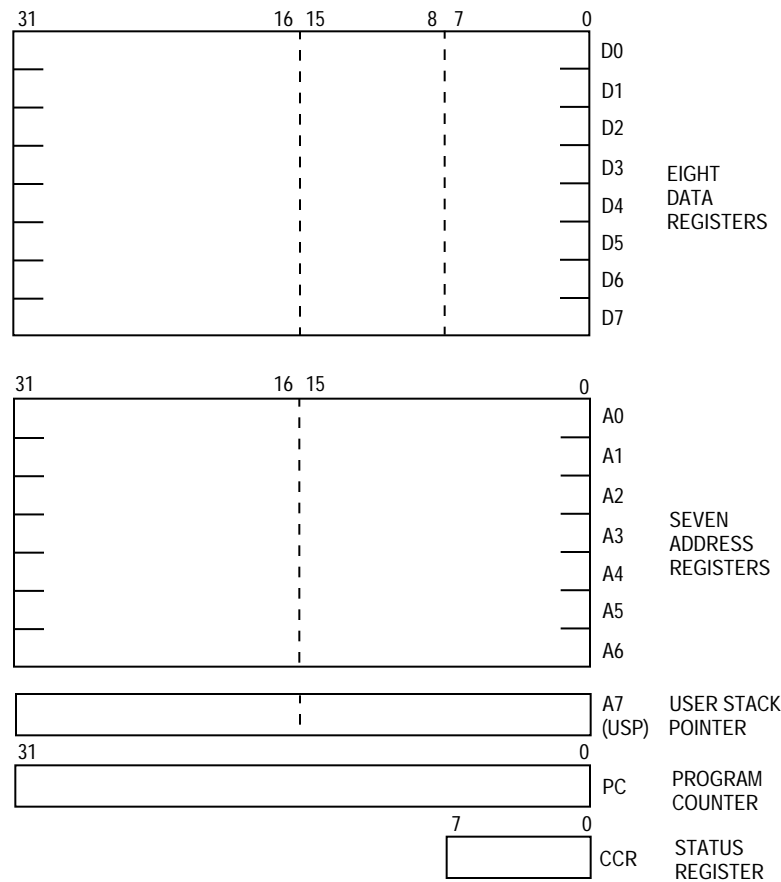 31 16 15 8 7 0
D0
D1
D2
D3
D4
D5
D6
D7
EIGHT
DATA
REGISTERS
31 16 15 0
A0
A1
A2
A3
A4
A5
A6
SEVEN
ADDRESS
REGISTERS
A7
(USP)
USER STACK
POINTER
31 0
PC
PROGRAM
COUNTER
7 0
CCR
STATUS
REGISTER